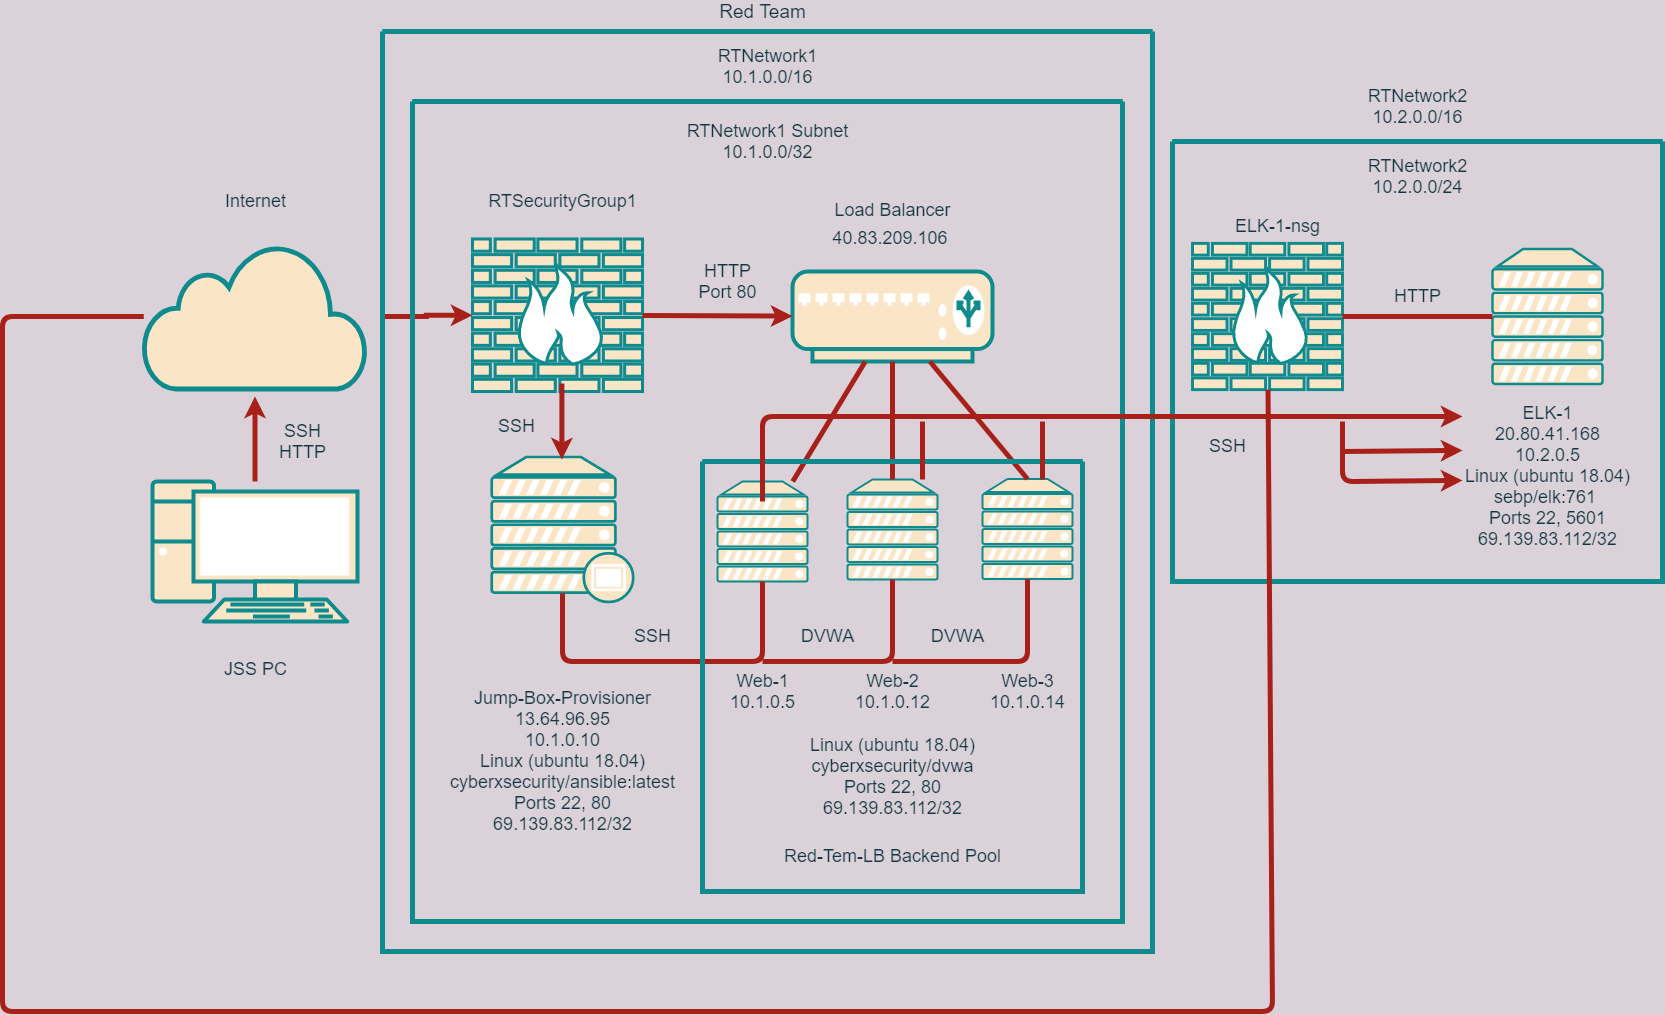 Red Team
RTNetwork1
10.1.0.0/16
RTNetwork1 Subnet
10.1.0.0/32
RTNetwork2
10.2.0.0/16
RTNetwork2
10.2.0.0/24
Internet
RTSecurityGroup1
Load Balancer
40.83.209.106
HTTP
Port 80
ELK-1-nsg
HTTP
SSH
HTTP
SSH
SSH
ELK-1
20.80.41.168
10.2.0.5
Linux (ubuntu 18.04)
sebp/elk:761
Ports 22, 5601
69.139.83.112/32
JSS PC
SSH
DVWA
DVWA
Jump-Box-Provisioner
13.64.96.95
10.1.0.10
Linux (ubuntu 18.04)
cyberxsecurity/ansible:latest
Ports 22, 80
69.139.83.112/32
Web-1
10.1.0.5
Web-2
10.1.0.12
Web-3
10.1.0.14
Linux (ubuntu 18.04)
cyberxsecurity/dvwa
Ports 22, 80
69.139.83.112/32
Red-Tem-LB Backend Pool